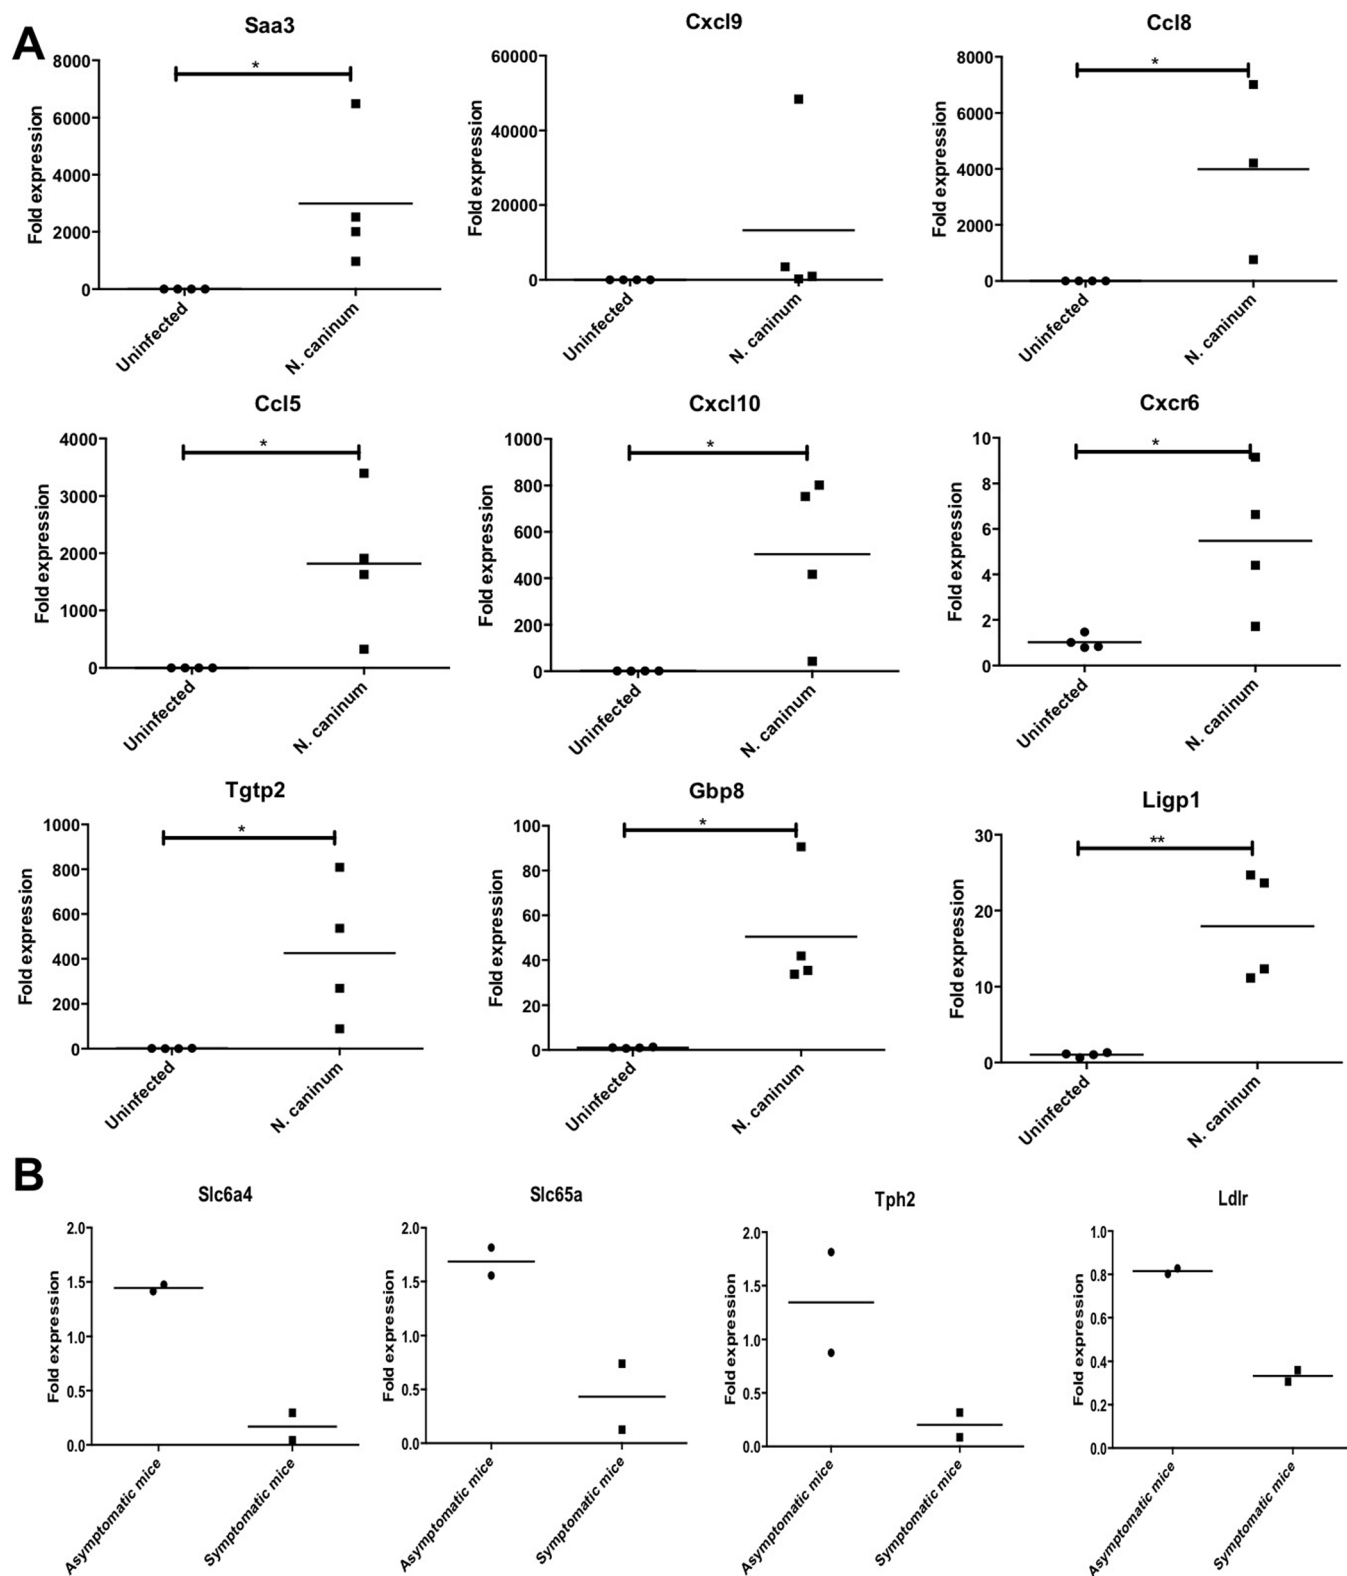 A
Saa3
Fold expression
8000
6000
4000
2000
0
*
Uninfected
N. caninum
Cxcl9
Fold expression
60000
40000
20000
0
Uninfected
N. caninum
Ccl8
Fold expression
8000
6000
4000
2000
0
*
Uninfected
N. caninum
Ccl5
Fold expression
4000
3000
2000
1000
0
*
Uninfected
N. caninum
Cxcl10
Fold expression
1000
800
600
400
200
0
*
Uninfected
N. caninum
Cxcr6
Fold expression
10
8
6
4
2
0
*
Uninfected
N. caninum
Tgtp2
Fold expression
1000
800
600
400
200
0
*
Uninfected
N. caninum
Gbp8
Fold expression
100
80
60
40
20
0
*
Uninfected
N. caninum
Ligp1
Fold expression
30
20
10
0
**
Uninfected
N. caninum
B
Slc6a4
Fold expression
2.0
1.5
1.0
0.5
0.0
Asymptomatic mice
Symptomatic mice
Slc65a
Fold expression
2.0
1.5
1.0
0.5
0.0
Asymptomatic mice
Symptomatic mice
Tph2
Fold expression
2.0
1.5
1.0
0.5
0.0
Asymptomatic mice
Symptomatic mice
Ldlr
Fold expression
1.0
0.8
0.6
0.4
0.2
0.0
Asymptomatic mice
Symptomatic mice